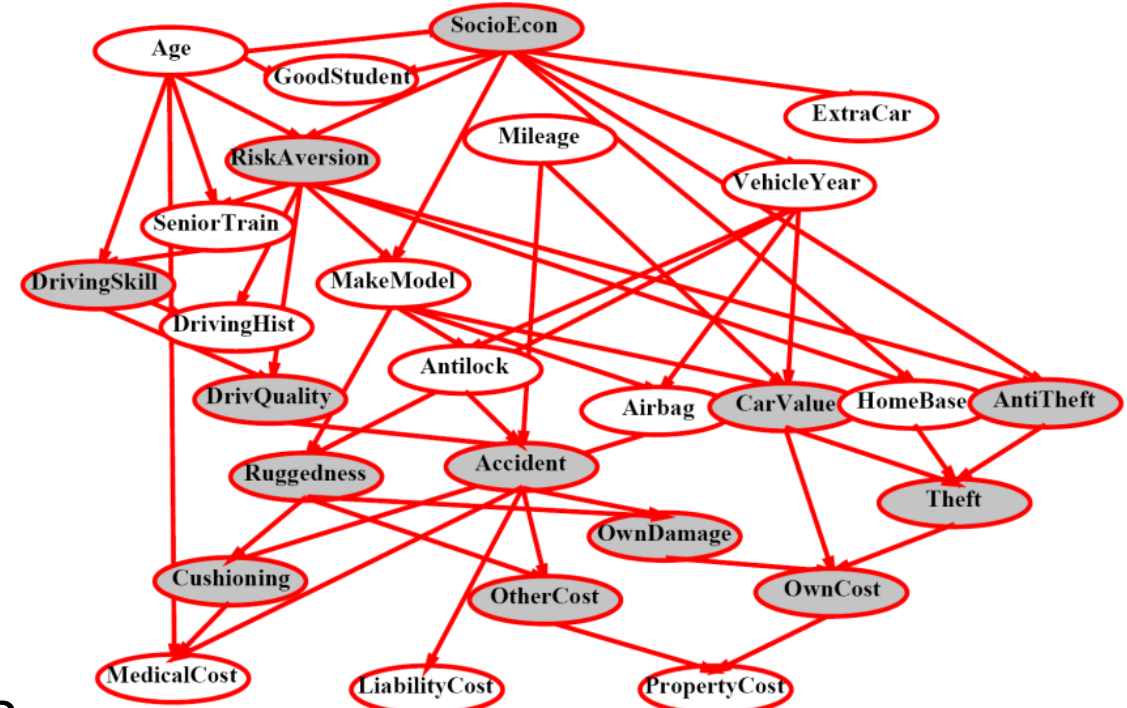 SocioEcon
Age
GoodStudent
ExtraCar
Mileage
RiskAversion
VehicleYear
SeniorTrain
DrivingSkill
MakeModel
DrivingHist
Antilock
DrivQuality
Airbag
CarValue
HomeBase
AntiTheft
Ruggedness
Accident
Theft
OwnDamage
Cushioning
OtherCost
OwnCost
MedicalCost
LiabilityCost
PropertyCost